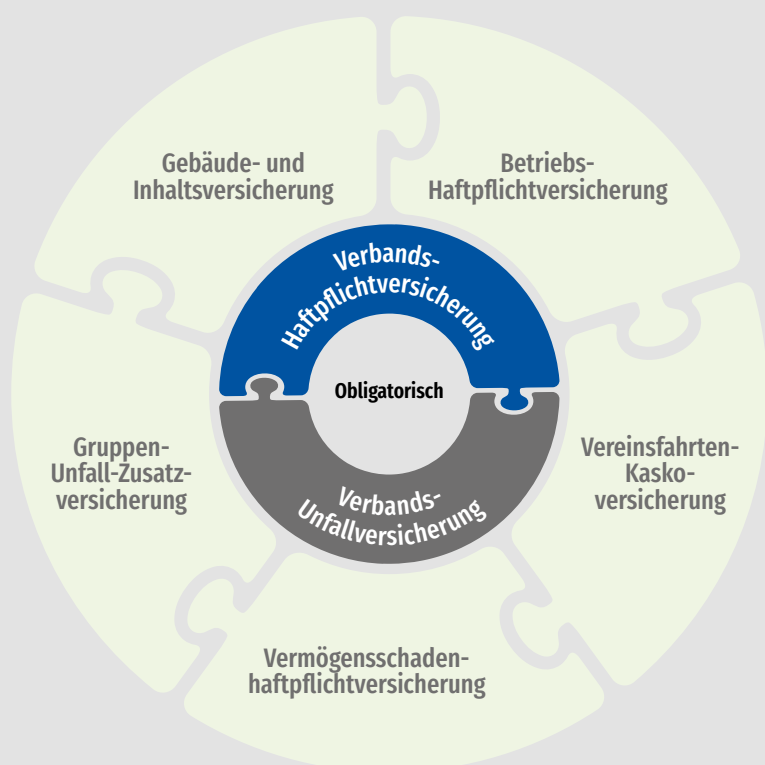 Gebäude- und
Inhaltsversicherung
Betriebs-
Haftpflichtversicherung
Verbands-
Haftpflichtversicherung
Obligatorisch
Verbands-
Unfallversicherung
Gruppen-
Unfall-Zusatz-
versicherung
Vereinsfahrten-
Kasko-
versicherung
Vermögensschaden-
haftpflichtversicherung